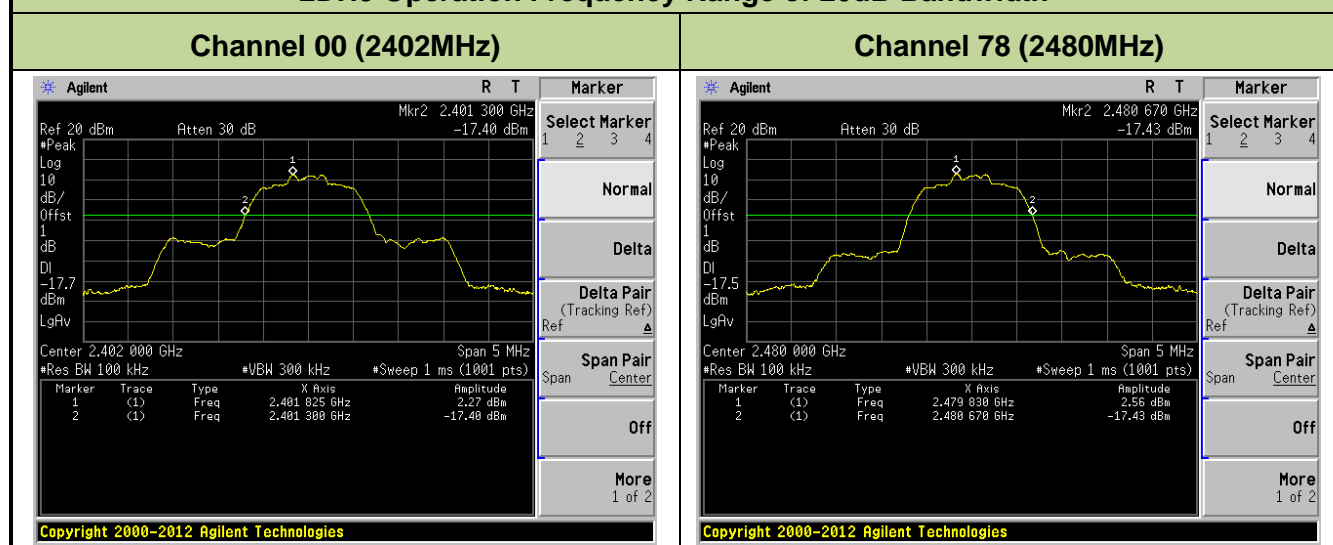 Channel 00 (2402MHz)
Channel 78 (2480MHz)
Agilent
R T
Marker
Mkr2 2.401 300 GHz
Ref 20 dBm Atten 30 dB -17.40 dBm
#Peak
Log
10
dB/
Offst
1
dB
DI
-17.7
dBm
LgAv
1
2
Center 2.402 000 GHz Span 5 MHz
#Res BW 100 kHz #VBW 300 kHz #Sweep 1 ms (1001 pts)
Marker Trace Type X Axis Amplitude
1 (1) Freq 2.401 825 GHz 2.27 dBm
2 (1) Freq 2.401 300 GHz -17.40 dBm
Select Marker
1 2 3 4
Normal
Delta
Delta Pair
(Tracking Ref)
Ref Δ
Span Pair
Span Center
Off
More
1 of 2
Copyright 2000-2012 Agilent Technologies
Agilent
R T
Marker
Mkr2 2.480 670 GHz
Ref 20 dBm Atten 30 dB -17.43 dBm
#Peak
Log
10
dB/
Offst
1
dB
DI
-17.5
dBm
LgAv
1
2
Center 2.480 000 GHz Span 5 MHz
#Res BW 100 kHz #VBW 300 kHz #Sweep 1 ms (1001 pts)
Marker Trace Type X Axis Amplitude
1 (1) Freq 2.479 830 GHz 2.56 dBm
2 (1) Freq 2.480 670 GHz -17.43 dBm
Select Marker
1 2 3 4
Normal
Delta
Delta Pair
(Tracking Ref)
Ref Δ
Span Pair
Span Center
Off
More
1 of 2
Copyright 2000-2012 Agilent Technologies